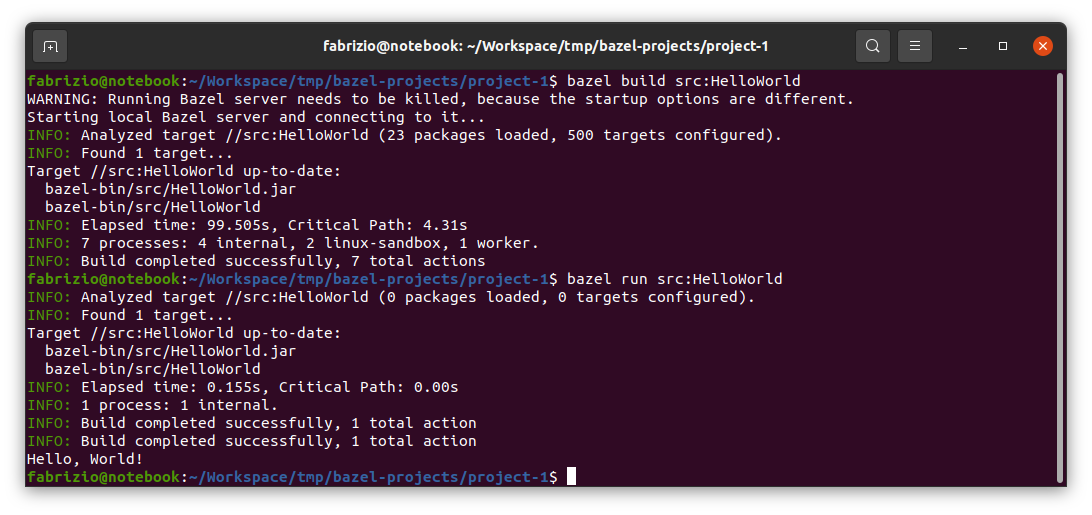 fabrizio@notebook: ~/Workspace/tmp/bazel-projects/project-1
fabrizio@notebook:~/Workspace/tmp/bazel-projects/project-1$ bazel build src:HelloWorld
WARNING: Running Bazel server needs to be killed, because the startup options are different.
Starting local Bazel server and connecting to it...
INFO: Analyzed target //src:HelloWorld (23 packages loaded, 500 targets configured).
INFO: Found 1 target...
Target //src:HelloWorld up-to-date:
  bazel-bin/src/HelloWorld.jar
  bazel-bin/src/HelloWorld
INFO: Elapsed time: 99.505s, Critical Path: 4.31s
INFO: 7 processes: 4 internal, 2 linux-sandbox, 1 worker.
INFO: Build completed successfully, 7 total actions
fabrizio@notebook:~/Workspace/tmp/bazel-projects/project-1$ bazel run src:HelloWorld
INFO: Analyzed target //src:HelloWorld (0 packages loaded, 0 targets configured).
INFO: Found 1 target...
Target //src:HelloWorld up-to-date:
  bazel-bin/src/HelloWorld.jar
  bazel-bin/src/HelloWorld
INFO: Elapsed time: 0.155s, Critical Path: 0.00s
INFO: 1 process: 1 internal.
INFO: Build completed successfully, 1 total action
INFO: Build completed successfully, 1 total action
Hello, World!
fabrizio@notebook:~/Workspace/tmp/bazel-projects/project-1$